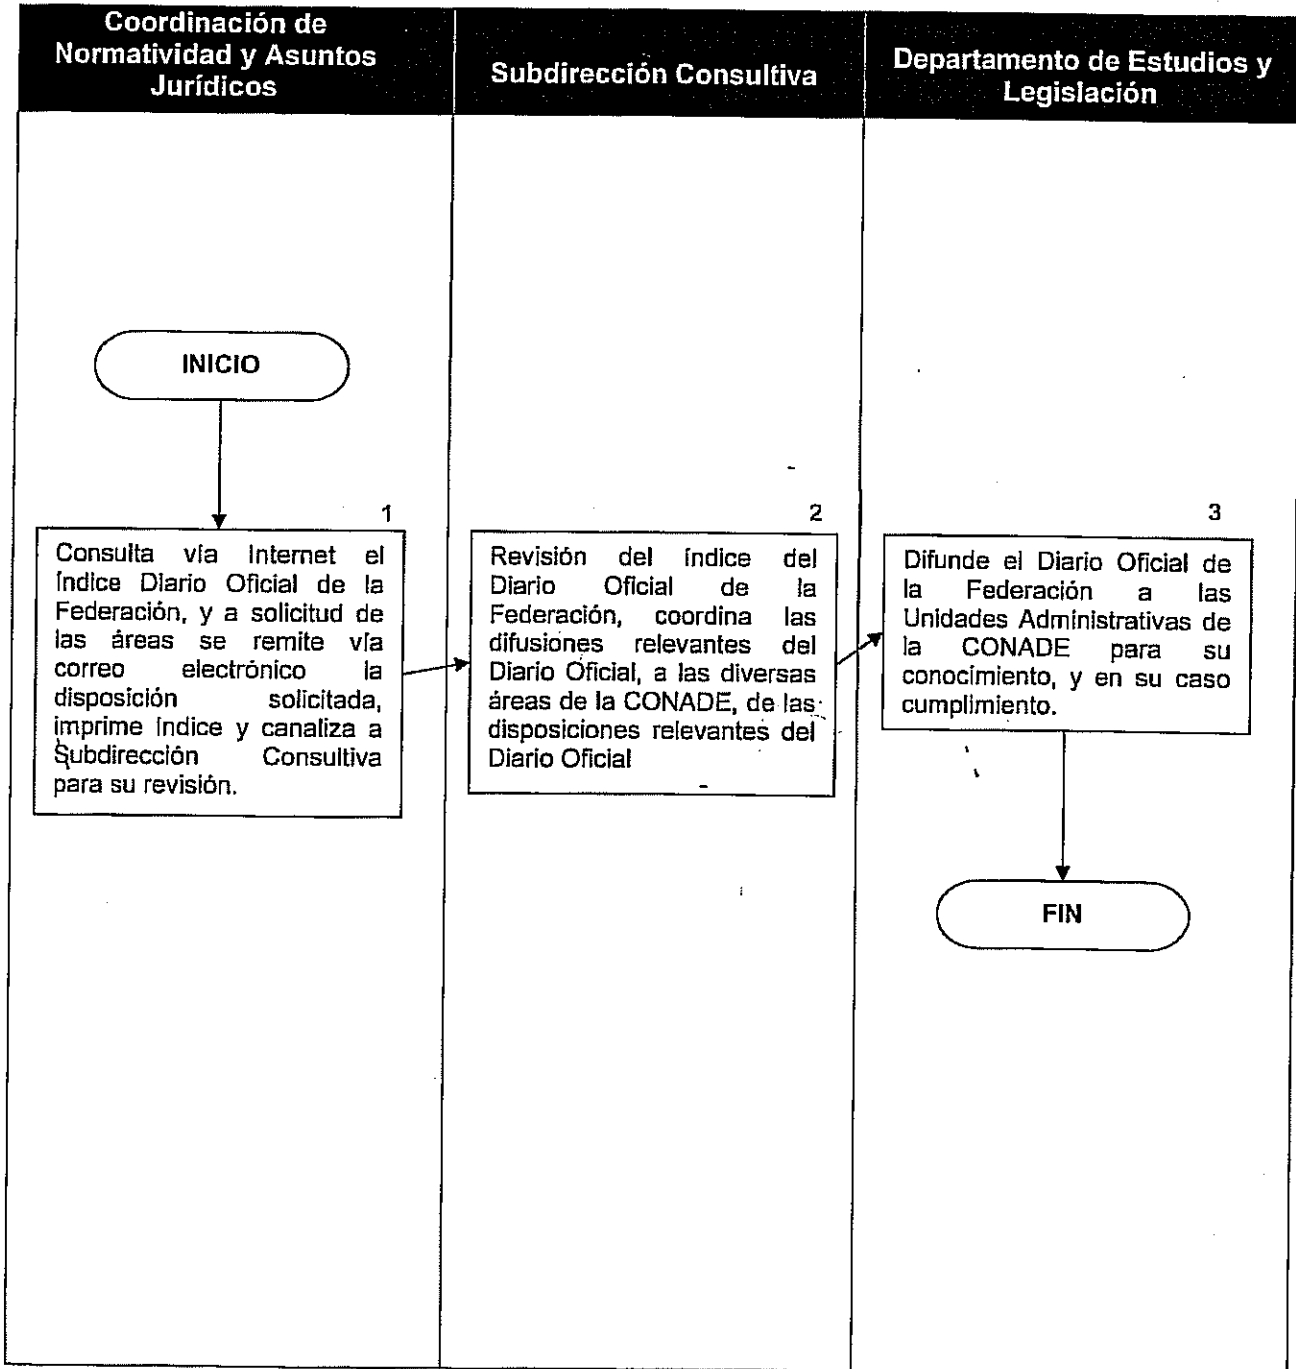 Coordinación de
Normatividad y Asuntos
Jurídicos
Subdirección Consultiva
Departamento de Estudios y
Legislación
INICIO
1
Consulta vía Internet el
índice Diario Oficial de la
Federación, y a solicitud de
las áreas se remite vía
correo electrónico la
disposición solicitada,
imprime índice y canaliza a
Subdirección Consultiva
para su revisión.
2
Revisión del índice del
Diario Oficial de la
Federación, coordina las
difusiones relevantes del
Diario Oficial, a las diversas
áreas de la CONADE, de las
disposiciones relevantes del
Diario Oficial
3
Difunde el Diario Oficial de
la Federación a las
Unidades Administrativas de
la CONADE para su
conocimiento, y en su caso
cumplimiento.
FIN